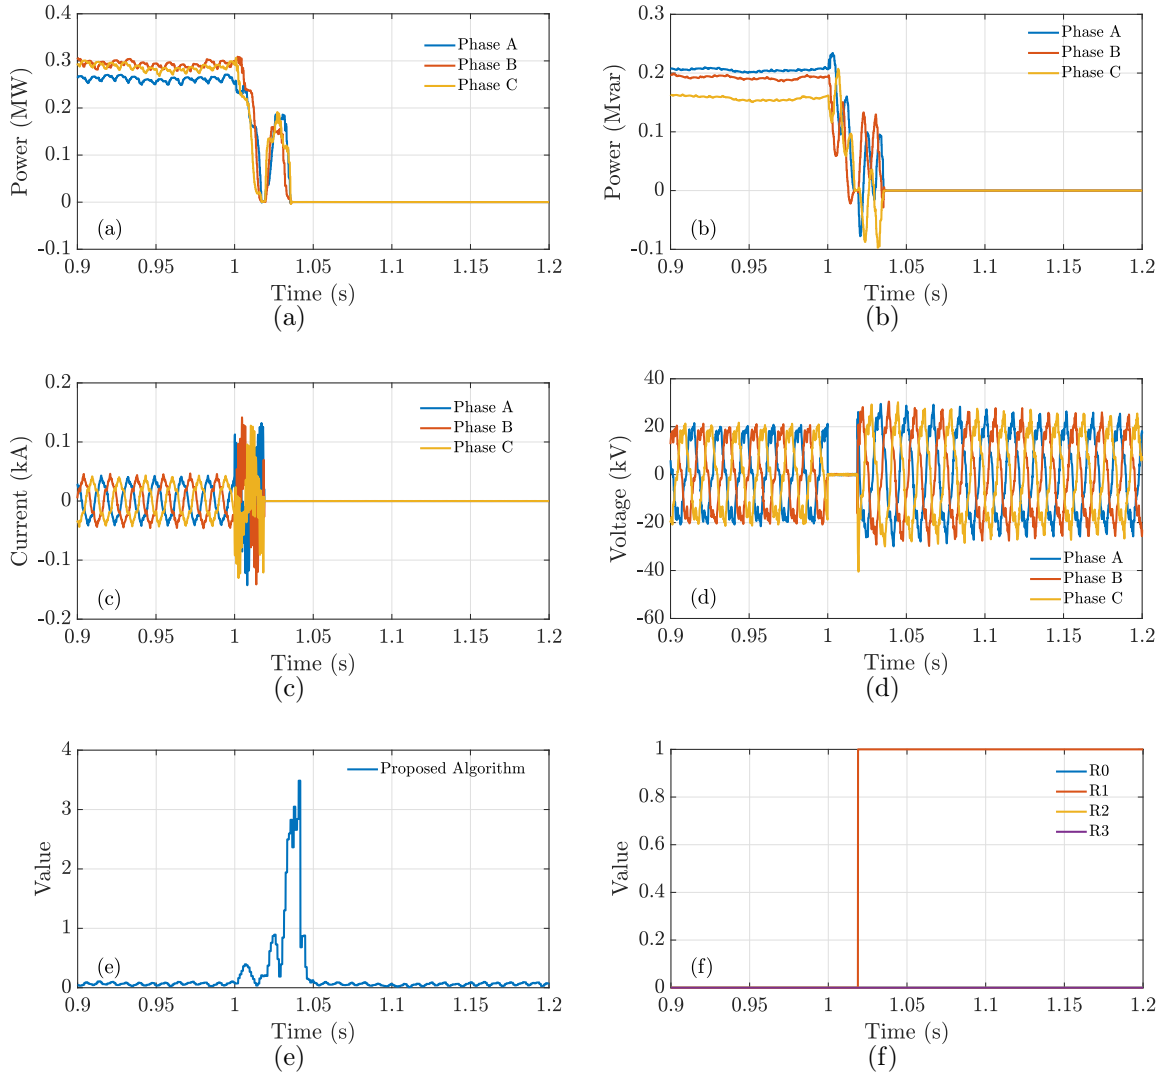 0.4
0.3
0.2
0.1
0
-0.1
Power (MW)
Phase A
Phase B
Phase C
(a)
0.9
0.95
1
1.05
1.1
1.15
1.2
Time (s)
(a)
0.3
0.2
0.1
0
-0.1
Power (Mvar)
Phase A
Phase B
Phase C
(b)
0.9
0.95
1
1.05
1.1
1.15
1.2
Time (s)
(b)
0.2
0.1
0
-0.1
-0.2
Current (kA)
Phase A
Phase B
Phase C
(c)
0.9
0.95
1
1.05
1.1
1.15
1.2
Time (s)
(c)
40
20
0
-20
-40
-60
Voltage (kV)
Phase A
Phase B
Phase C
(d)
0.9
0.95
1
1.05
1.1
1.15
1.2
Time (s)
(d)
4
3
2
1
0
Value
Proposed Algorithm
(e)
0.9
0.95
1
1.05
1.1
1.15
1.2
Time (s)
(e)
1
0.8
0.6
0.4
0.2
0
Value
R0
R1
R2
R3
(f)
0.9
0.95
1
1.05
1.1
1.15
1.2
Time (s)
(f)